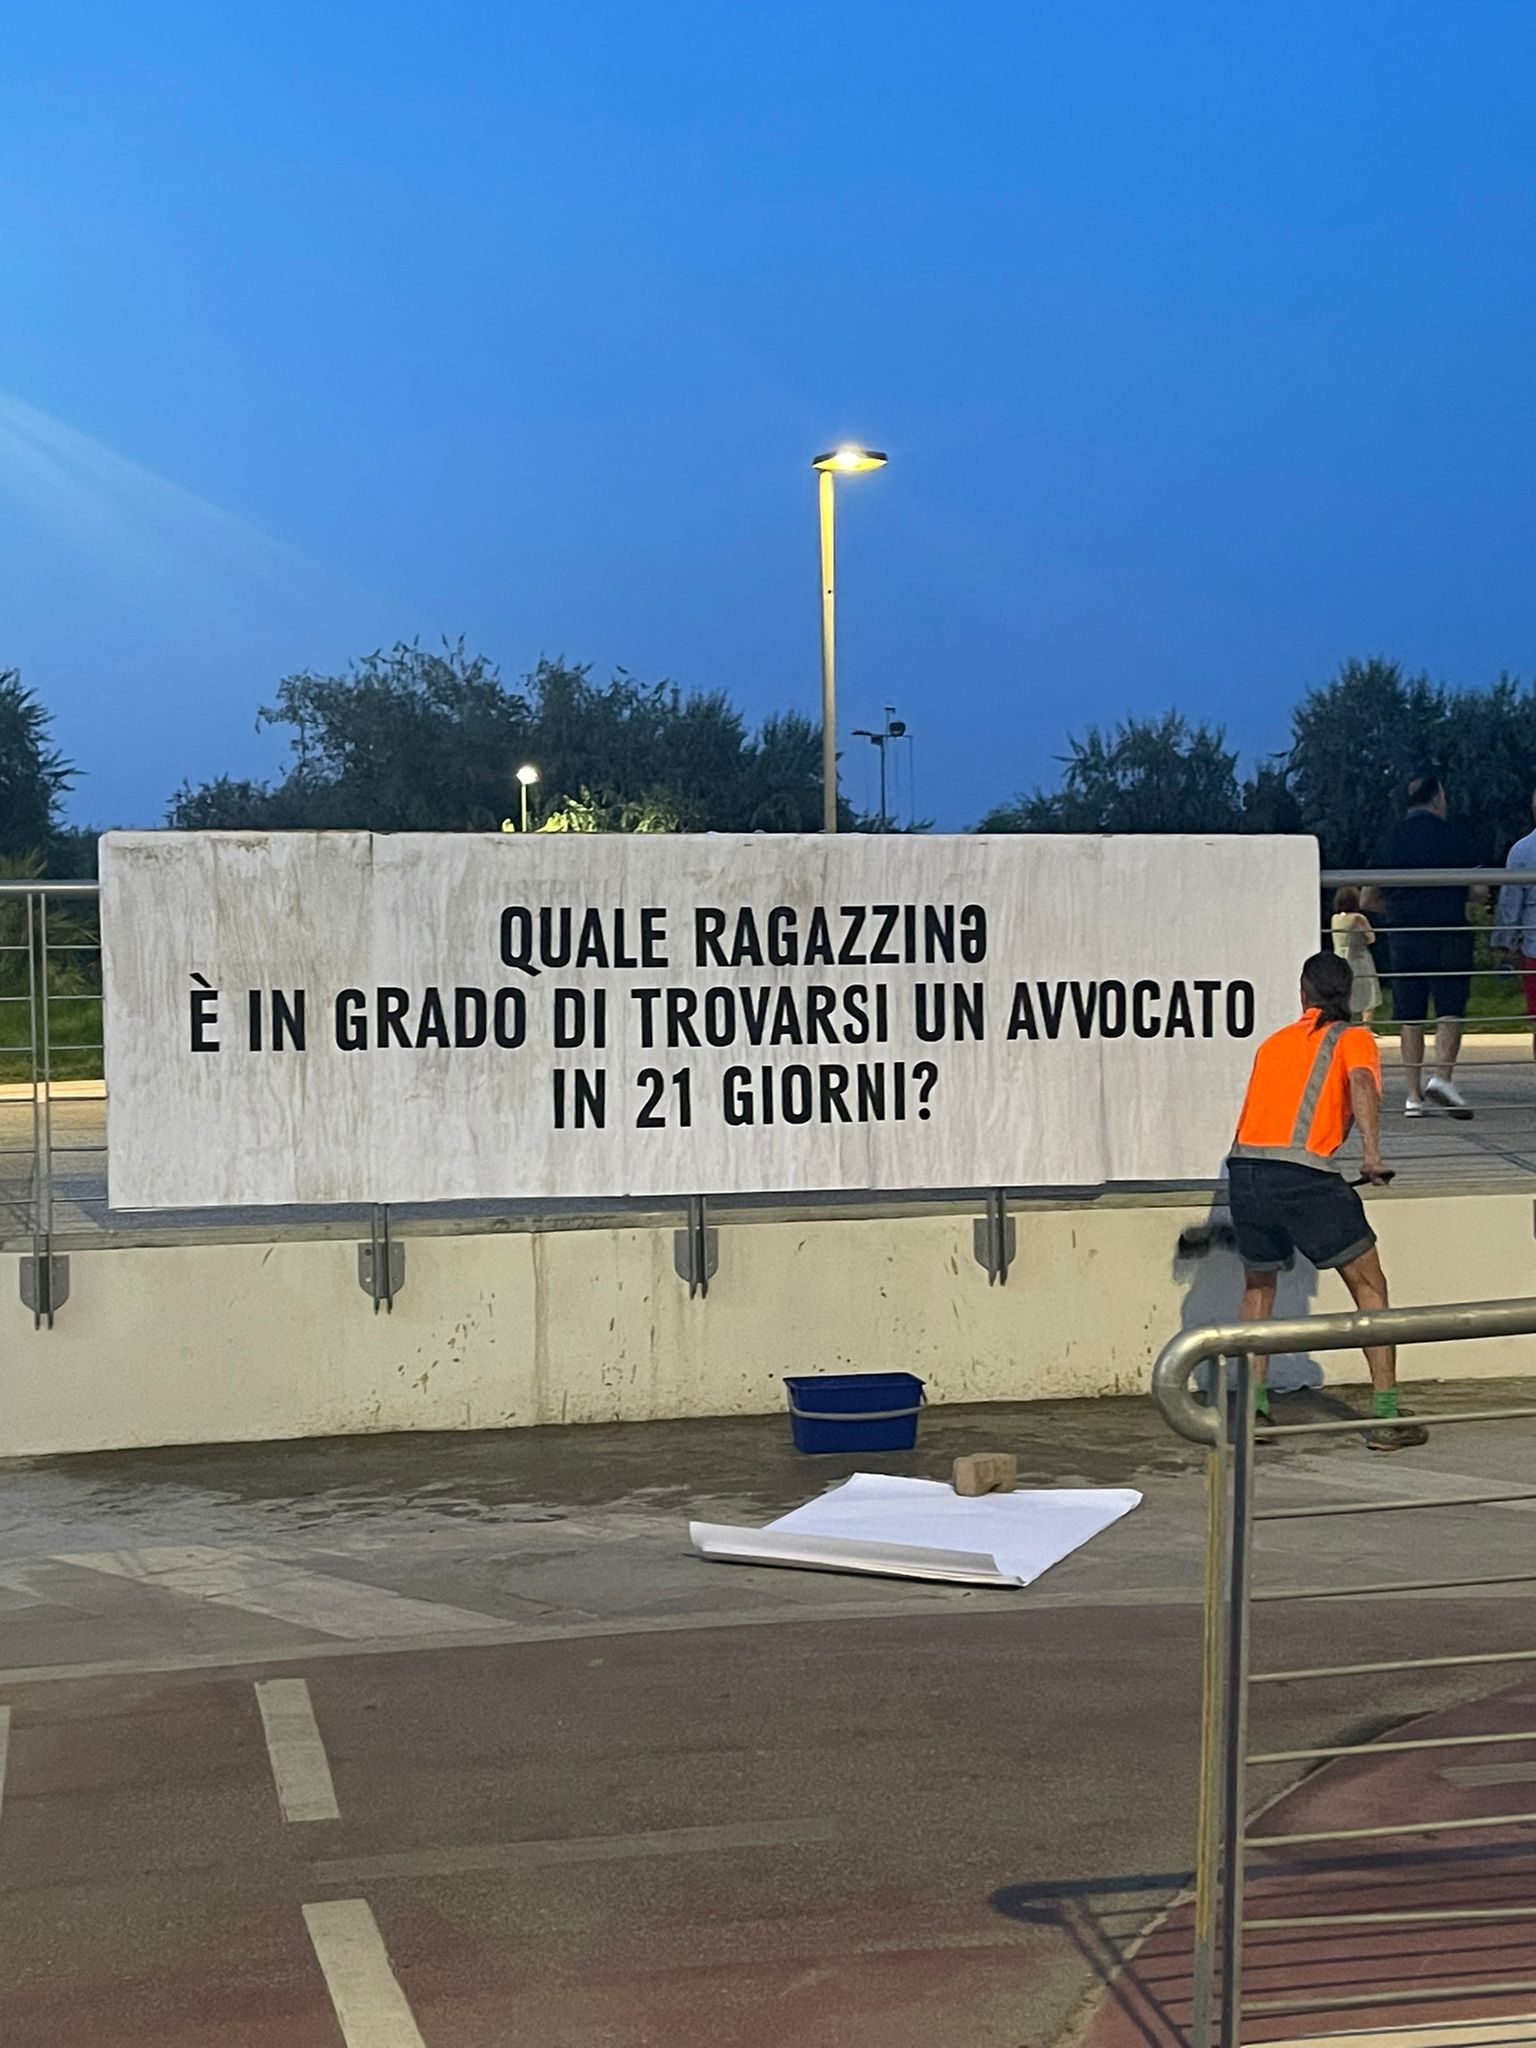 QUALE RAGAZZINƏ
È IN GRADO DI TROVARSI UN AVVOCATO
IN 21 GIORNI?